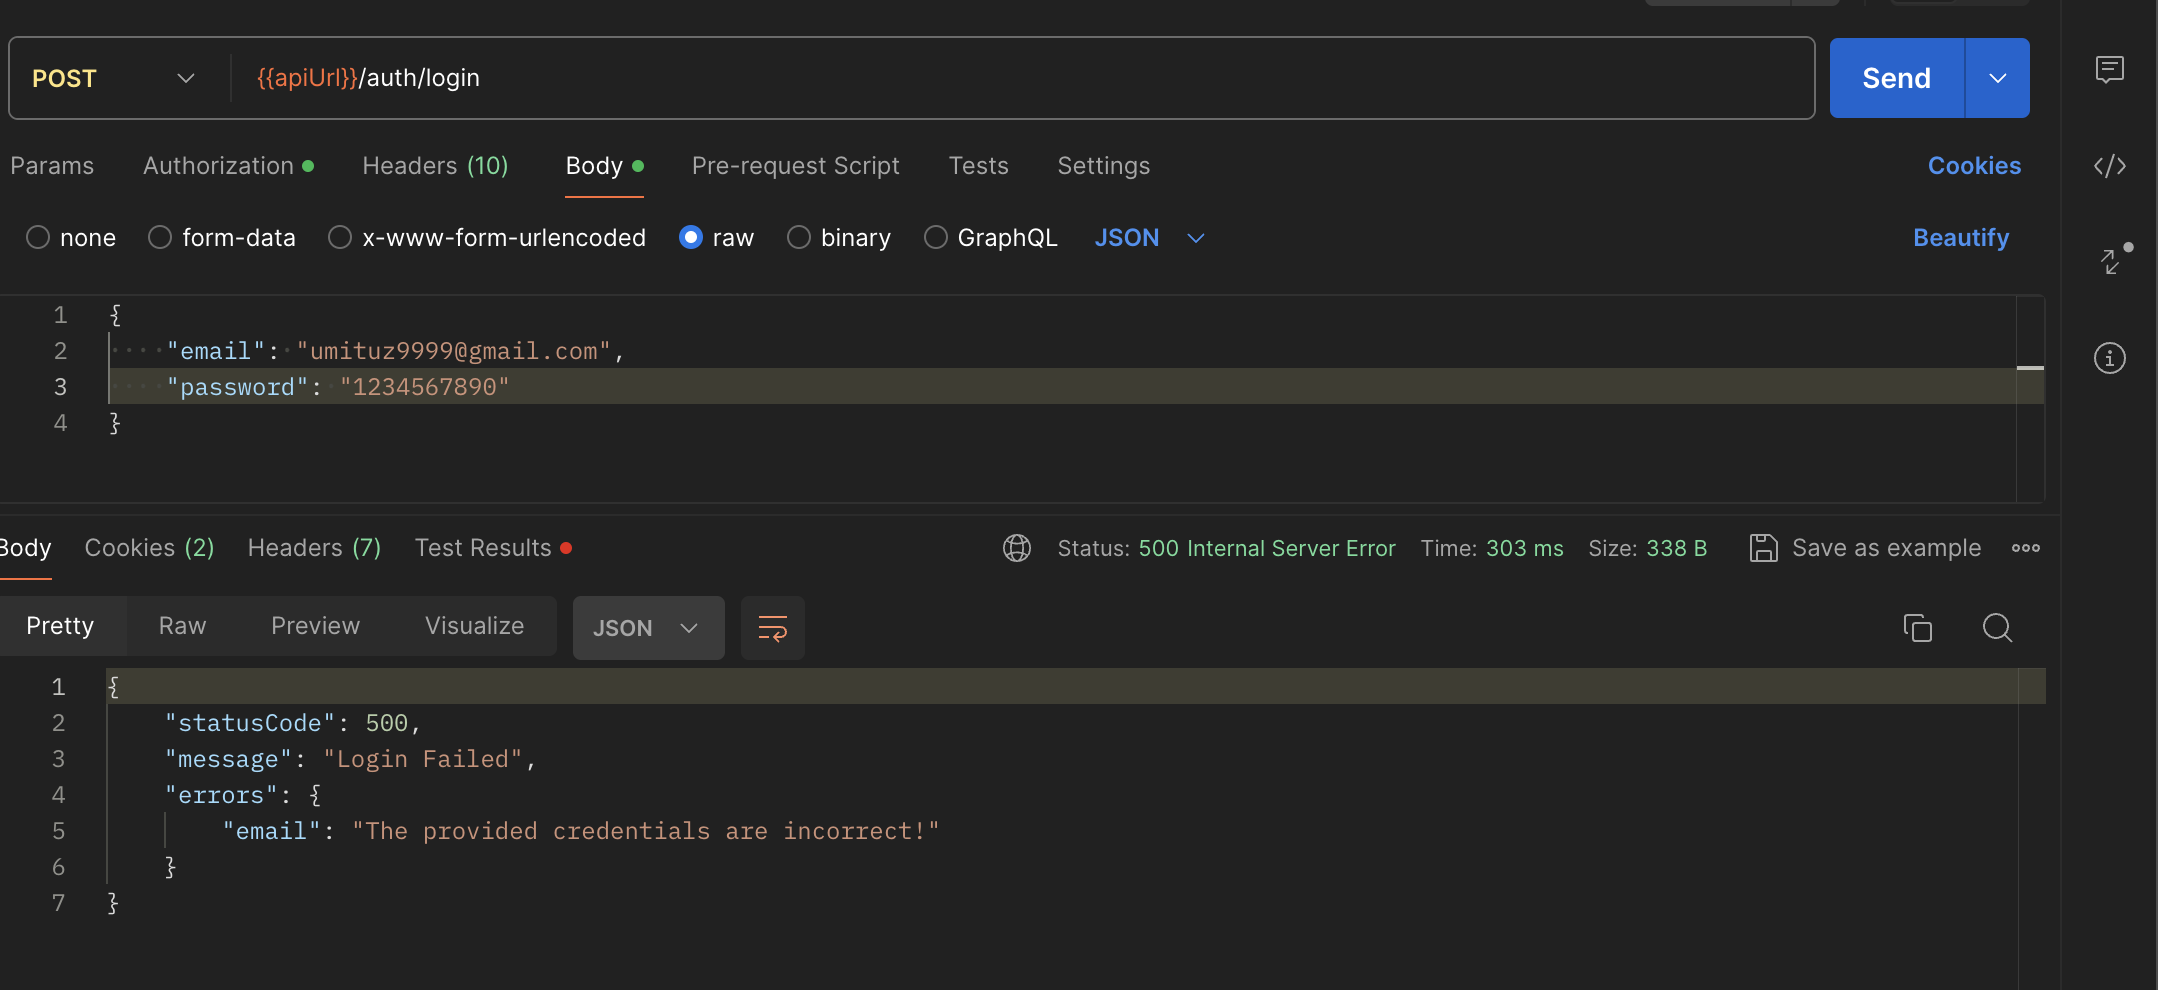 POST {{apiUrl}}/auth/login Send
Params Authorization Headers (10) Body Pre-request Script Tests Settings Cookies
none form-data x-www-form-urlencoded raw binary GraphQL JSON Beautify
1 {
2 "email": "umituz9999@gmail.com",
3 "password": "1234567890"
4 }
Body Cookies (2) Headers (7) Test Results Status: 500 Internal Server Error Time: 303 ms Size: 338 B Save as example
Pretty Raw Preview Visualize JSON
1 {
2 "statusCode": 500,
3 "message": "Login Failed",
4 "errors": {
5 "email": "The provided credentials are incorrect!"
6 }
7 }